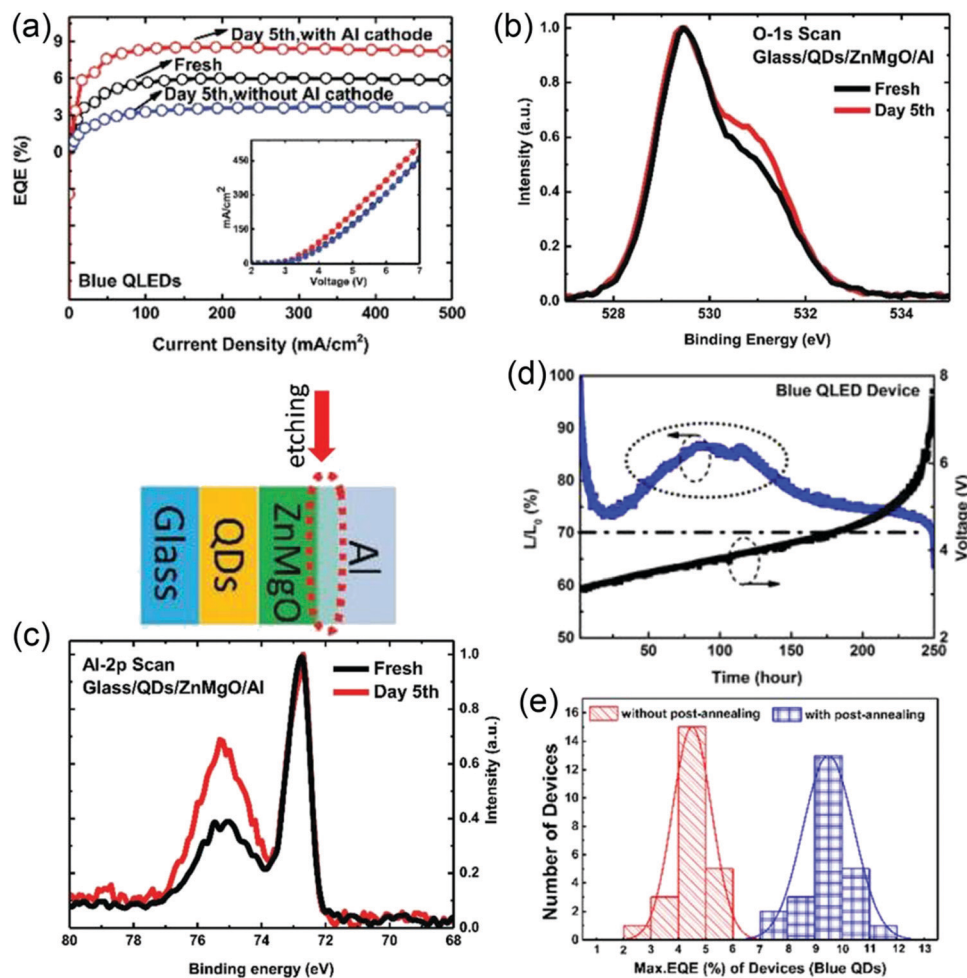 (a)
Day 5th,with Al cathode
Fresh
Day 5th,without Al cathode
EQE (%)
9
6
3
0
450
300
150
0
mA/cm²
2 3 4 5 6 7
Voltage (V)
Blue QLEDs
0 100 200 300 400 500
Current Density (mA/cm²)
(b)
O-1s Scan
Glass/QDs/ZnMgO/Al
Fresh
Day 5th
Intensity (a.u.)
1.0
0.8
0.6
0.4
0.2
0.0
528 530 532 534
Binding Energy (eV)
etching
Glass
QDs
ZnMgO
Al
(c)
Al-2p Scan
Glass/QDs/ZnMgO/Al
Fresh
Day 5th
1.0
0.8
0.6
0.4
0.2
0.0
Intensity (a.u.)
80 78 76 74 72 70 68
Binding energy (eV)
(d)
Blue QLED Device
L/L₀ (%)
100
90
80
70
60
50
8
6
4
2
Voltage (V)
50 100 150 200 250
Time (hour)
(e)
without post-annealing
with post-annealing
Number of Devices
16
14
12
10
8
6
4
2
0
1 2 3 4 5 6 7 8 9 10 11 12 13
Max.EQE (%) of Devices (Blue QDs)